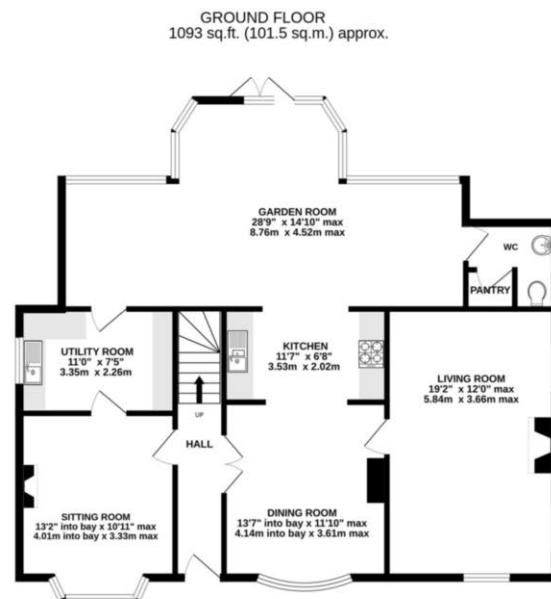 GROUND FLOOR
1093 sq.ft. (101.5 sq.m.) approx.
GARDEN ROOM
28'9" x 14'10" max
8.76m x 4.52m max
WC
PANTRY
UTILITY ROOM
11'0" x 7'5"
3.35m x 2.26m
KITCHEN
11'7" x 6'8"
3.53m x 2.02m
LIVING ROOM
19'2" x 12'0" max
5.84m x 3.66m max
UP
HALL
SITTING ROOM
13'2" into bay x 10'11" max
4.01m into bay x 3.33m max
DINING ROOM
13'7" into bay x 11'10" max
4.14m into bay x 3.61m max